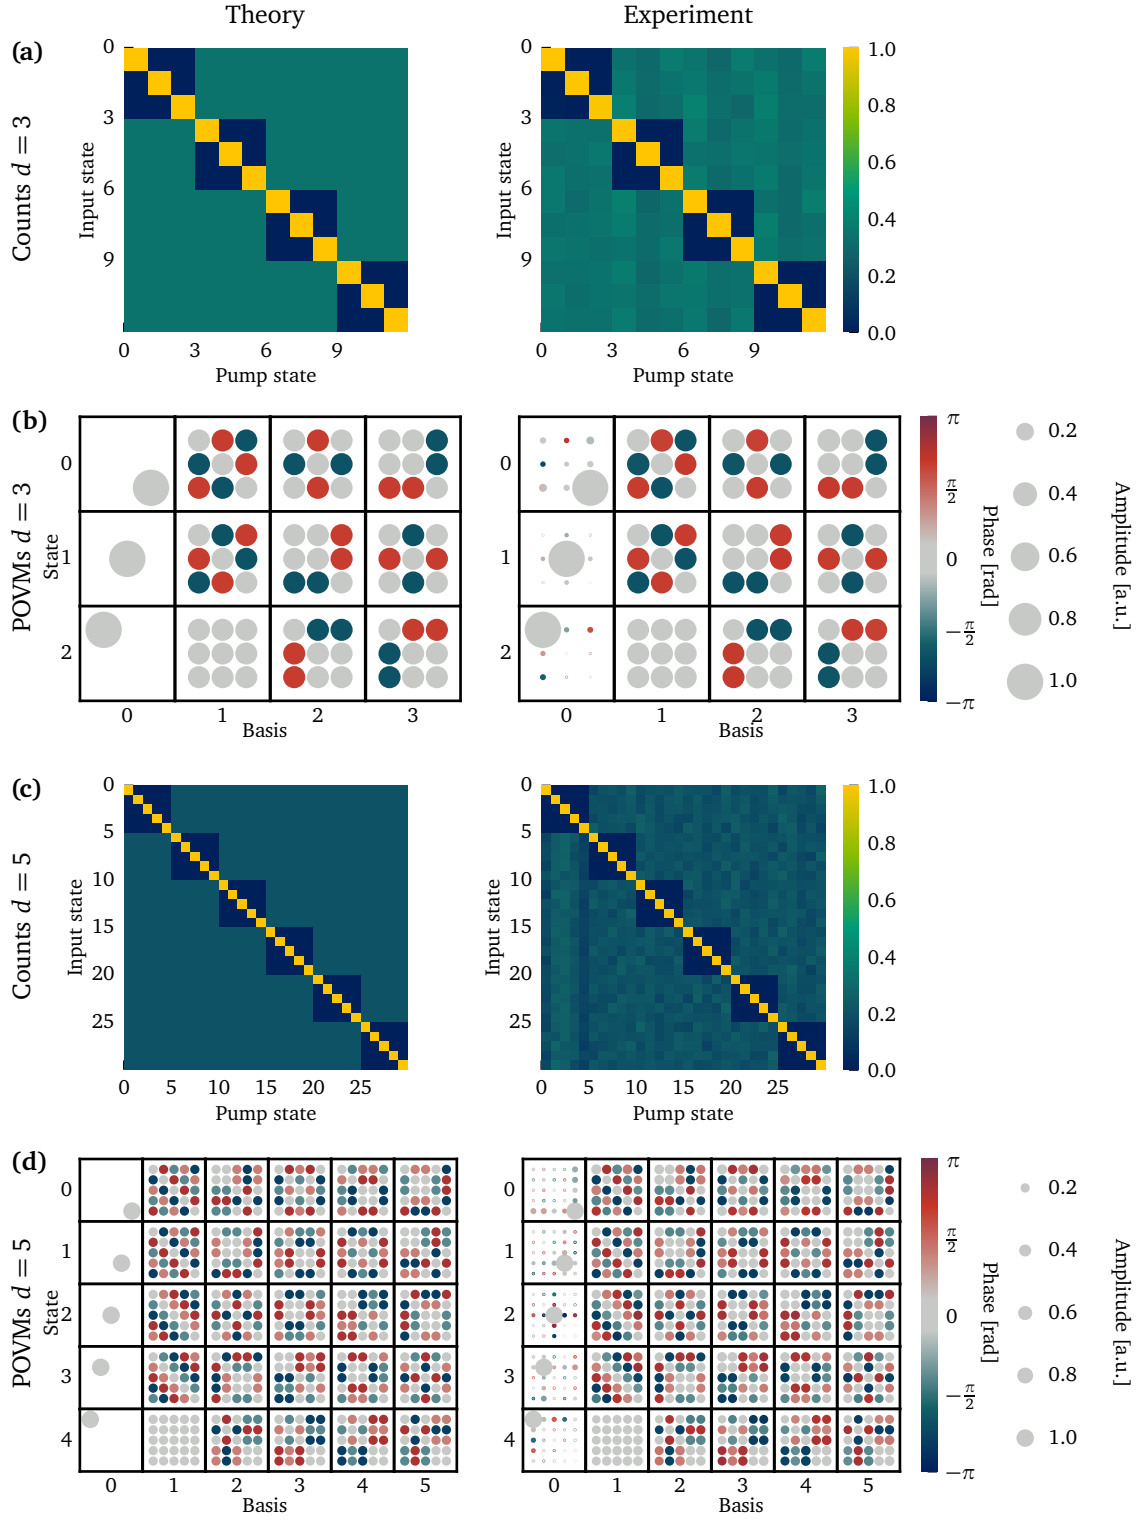 Theory Experiment
(a)
Counts d = 3
Input state
0
3
6
9
0 3 6 9
Pump state
Input state
0
3
6
9
0 3 6 9
Pump state
1.0
0.8
0.6
0.4
0.2
0.0
(b)
POVMs d = 3
State
0
1
2
0 1 2 3
Basis
0
1
2
0 1 2 3
Basis
π
π/2
0
−π/2
−π
Phase [rad]
0.2
0.4
0.6
0.8
1.0
Amplitude [a.u.]
(c)
Counts d = 5
Input state
0
5
10
15
20
25
0 5 10 15 20 25
Pump state
Input state
0
5
10
15
20
25
0 5 10 15 20 25
Pump state
1.0
0.8
0.6
0.4
0.2
0.0
(d)
POVMs d = 5
State
0
1
2
3
4
0 1 2 3 4 5
Basis
0
1
2
3
4
0 1 2 3 4 5
Basis
π
π/2
0
−π/2
−π
Phase [rad]
0.2
0.4
0.6
0.8
1.0
Amplitude [a.u.]